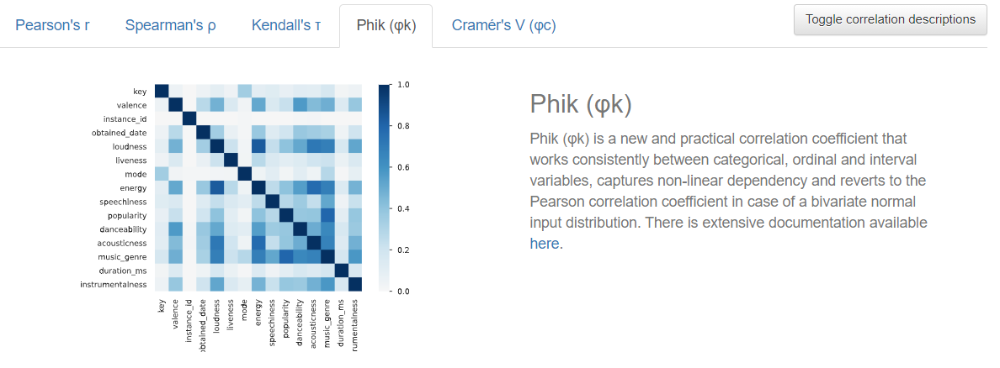 Pearson's r Spearman's ρ Kendall's τ Phik (φk) Cramér's V (φc) Toggle correlation descriptions
key
valence
instance_id
obtained_date
loudness
liveness
mode
energy
speechiness
popularity
danceability
acousticness
music_genre
duration_ms
instrumentalness
key
valence
instance_id
obtained_date
loudness
liveness
mode
energy
speechiness
popularity
danceability
acousticness
music_genre
duration_ms
rumentalness
1.0
0.8
0.6
0.4
0.2
0.0
Phik (φk)
Phik (φk) is a new and practical correlation coefficient that
works consistently between categorical, ordinal and interval
variables, captures non-linear dependency and reverts to the
Pearson correlation coefficient in case of a bivariate normal
input distribution. There is extensive documentation available
here.